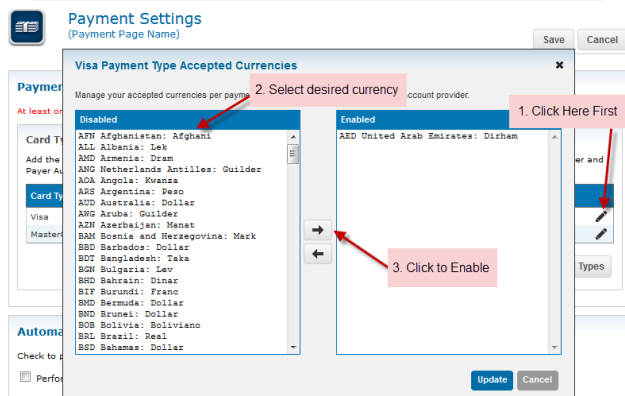 Payment Settings
(Payment Page Name)
Save
Cancel
Visa Payment Type Accepted Currencies
Manage your accepted currencies per payme
ccount provider.
2. Select desired currency
1. Click Here First
Disabled
AFN Afghanistan: Afghani
ALL Albania: Lek
AMD Armenia: Dram
ANG Netherlands Antilles: Guilder
AOA Angola: Kwanza
ARS Argentina: Peso
AUD Australia: Dollar
ANG Aruba: Guilder
AZN Azerbaijan: Manat
BAM Bosnia and Herzegovina: Mark
BBD Barbados: Dollar
BDT Bangladesh: Taka
BGN Bulgaria: Lev
BHD Bahrain: Dinar
BIF Burundi: Franc
BMD Bermuda: Dollar
BND Brunei: Dollar
BOB Bolivia: Boliviano
BRL Brazil: Real
BSD Bahamas: Dollar
Enabled
AED United Arab Emirates: Dirham
3. Click to Enable
Update
Cancel
Paymer
At least or
Card Ty
Add the
er and
Payer Au
Card Ty
Visa
Master
Types
Automa
Check to p
Perfor